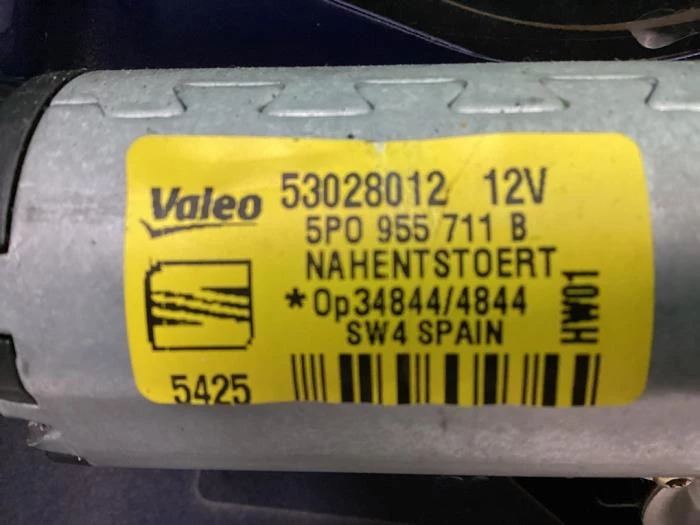 Valeo 53028012 12V
5P0 955 711 B
NAHENTSTOERT
*Op34844/4844
SW4 SPAIN
HW01
5425